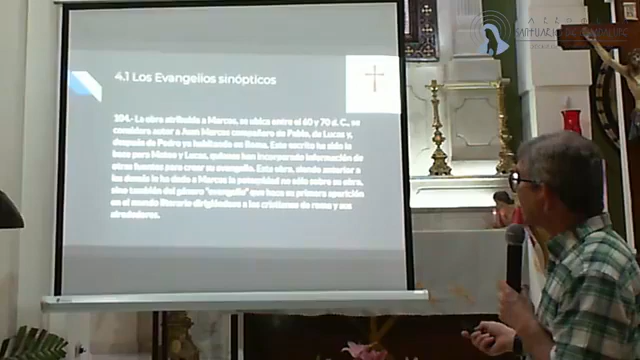 SANTUARIO DE GUADALUPE
4.1 Los Evangelios sinópticos
104.- La obra atribuida a Marcos, se ubica entre el 60 y 70 d. C., se
considera autor a Juan Marcos compañero de Pablo, de Lucas y,
después de Pedro ya habitando en Roma. Este escrito ha sido la
base para Mateo y Lucas, quienes han incorporado información de
otras fuentes para crear su evangelio. Esta obra, siendo anterior a
las demás le ha dado a Marcos la paternidad no sólo sobre su obra,
sino también del género "evangelio" que hace su primera aparición
en el mundo literario dirigiéndose a los cristianos de roma y sus
alrededores.